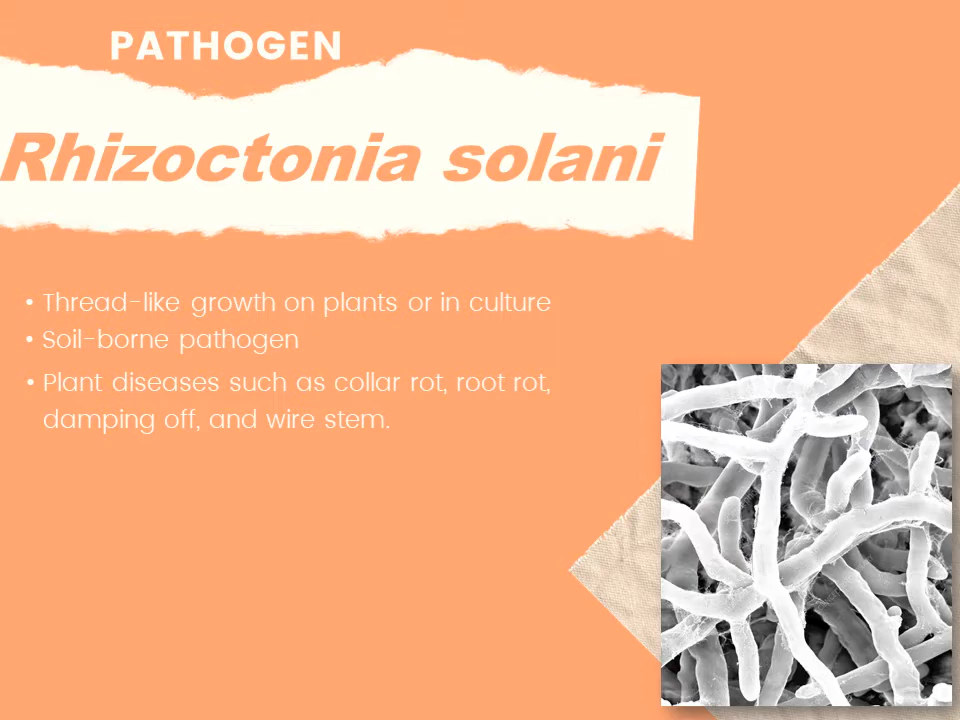 PATHOGEN
Rhizoctonia solani
• Thread-like growth on plants or in culture
• Soil-borne pathogen
• Plant diseases such as collar rot, root rot,
damping off, and wire stem.